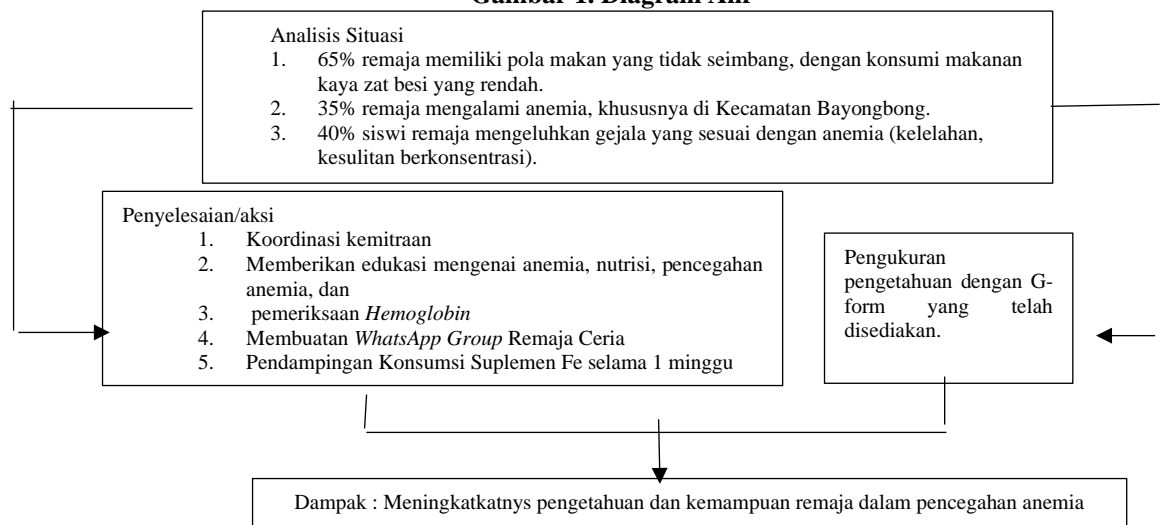 Analisis Situasi
1. 65% remaja memiliki pola makan yang tidak seimbang, dengan konsumi makanan
kaya zat besi yang rendah.
2. 35% remaja mengalami anemia, khususnya di Kecamatan Bayongbong.
3. 40% siswi remaja mengeluhkan gejala yang sesuai dengan anemia (kelelahan,
kesulitan berkonsentrasi).
Penyelesaian/aksi
1. Koordinasi kemitraan
2. Memberikan edukasi mengenai anemia, nutrisi, pencegahan
anemia, dan
3. pemeriksaan Hemoglobin
4. Membuatan WhatsApp Group Remaja Ceria
5. Pendampingan Konsumsi Suplemen Fe selama 1 minggu
Pengukuran
pengetahuan dengan G-
form yang telah
disediakan.
Dampak : Meningkatkatnys pengetahuan dan kemampuan remaja dalam pencegahan anemia